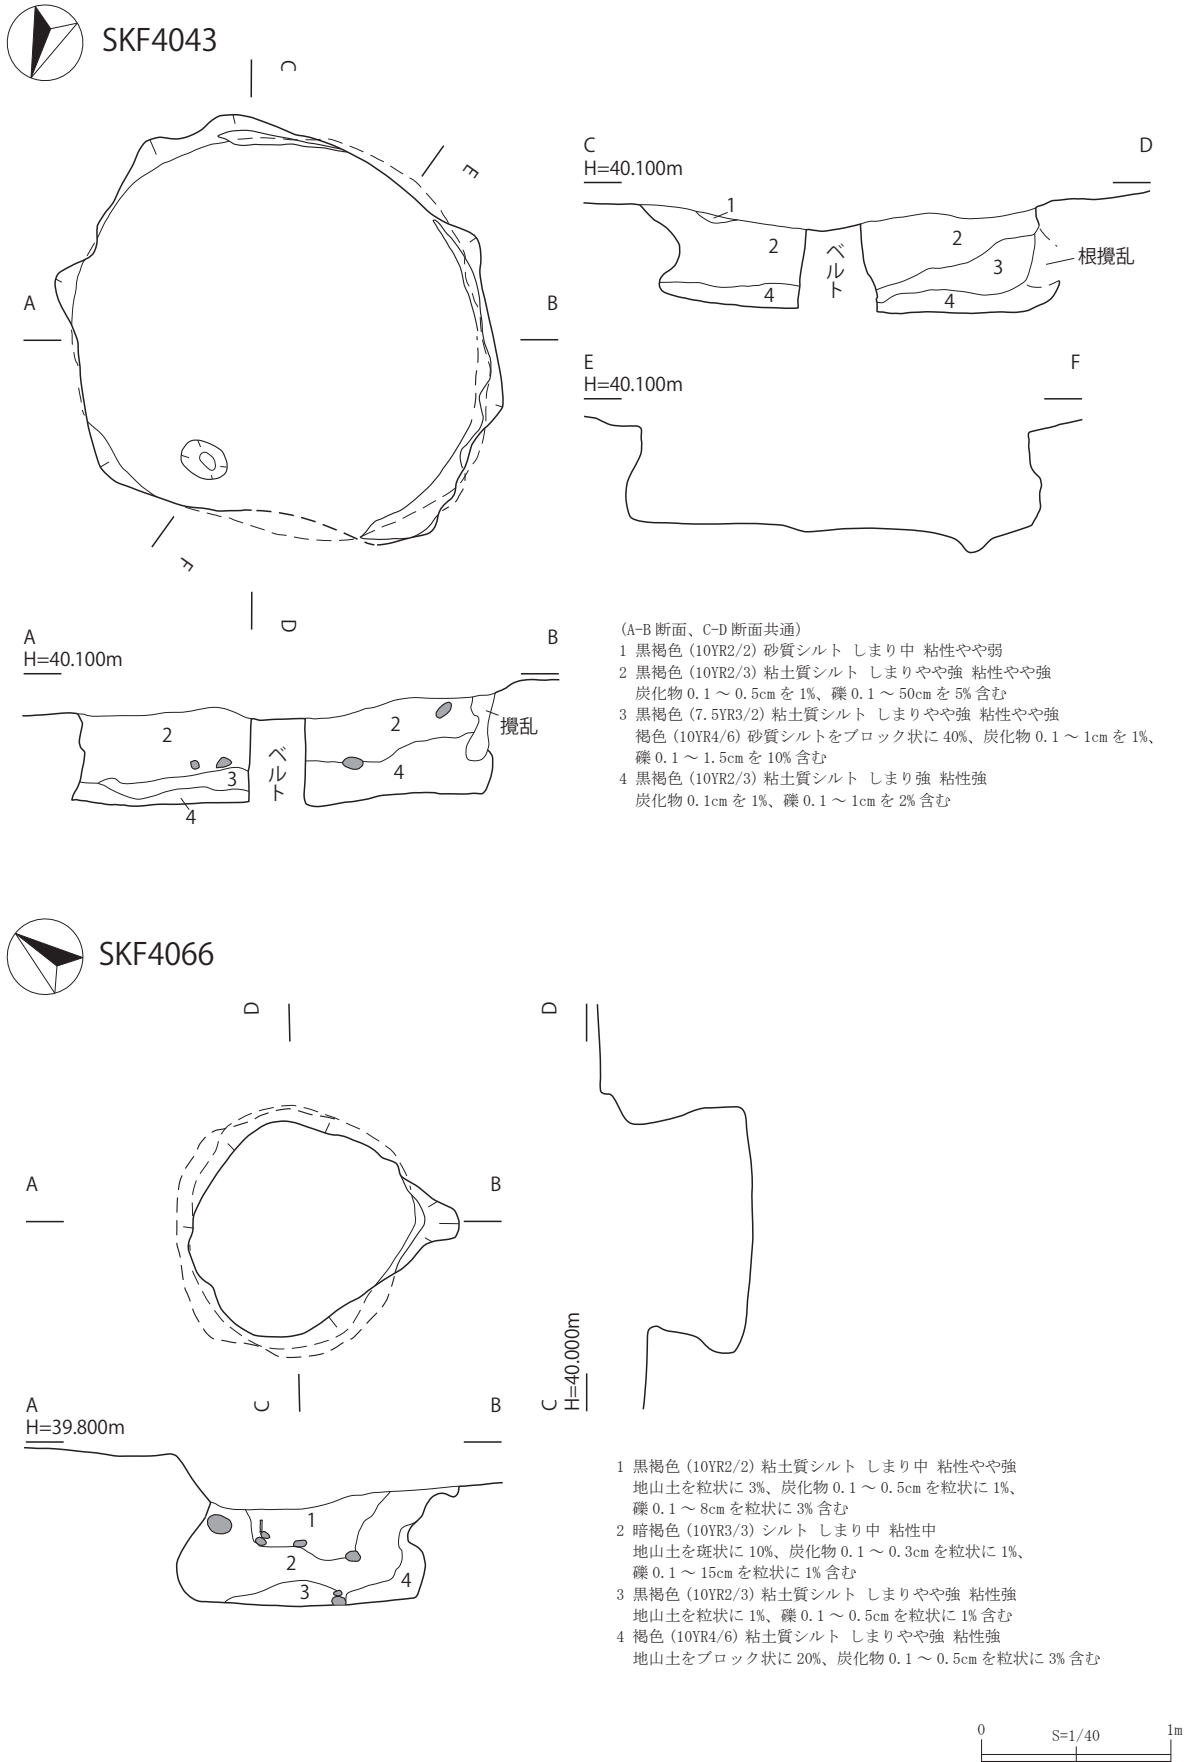 SKF4043
C
E
A
B
F
D
C
D
H=40.100m
1
2
2
3
4
4
ベルト
根攪乱
E
F
H=40.100m
A
B
H=40.100m
2
2
3
4
4
ベルト
攪乱
(A-B 断面、C-D 断面共通)
1 黒褐色 (10YR2/2) 砂質シルト しまり中 粘性やや弱
2 黒褐色 (10YR2/3) 粘土質シルト しまりやや強 粘性やや強
炭化物 0.1 ～ 0.5cm を 1%、礫 0.1 ～ 50cm を 5% 含む
3 黒褐色 (7.5YR3/2) 粘土質シルト しまりやや強 粘性やや強
褐色 (10YR4/6) 砂質シルトをブロック状に 40%、炭化物 0.1 ～ 1cm を 1%、
礫 0.1 ～ 1.5cm を 10% 含む
4 黒褐色 (10YR2/3) 粘土質シルト しまり強 粘性強
炭化物 0.1cm を 1%、礫 0.1 ～ 1cm を 2% 含む
SKF4066
D
A
B
C
D
C
H=40.000m
A
B
H=39.800m
1
2
3
4
1 黒褐色 (10YR2/2) 粘土質シルト しまり中 粘性やや強
地山土を粒状に 3%、炭化物 0.1 ～ 0.5cm を粒状に 1%、
礫 0.1 ～ 8cm を粒状に 3% 含む
2 暗褐色 (10YR3/3) シルト しまり中 粘性中
地山土を斑状に 10%、炭化物 0.1 ～ 0.3cm を粒状に 1%、
礫 0.1 ～ 15cm を粒状に 1% 含む
3 黒褐色 (10YR2/3) 粘土質シルト しまりやや強 粘性強
地山土を粒状に 1%、礫 0.1 ～ 0.5cm を粒状に 1% 含む
4 褐色 (10YR4/6) 粘土質シルト しまりやや強 粘性強
地山土をブロック状に 20%、炭化物 0.1 ～ 0.5cm を粒状に 3% 含む
0
S=1/40
1m